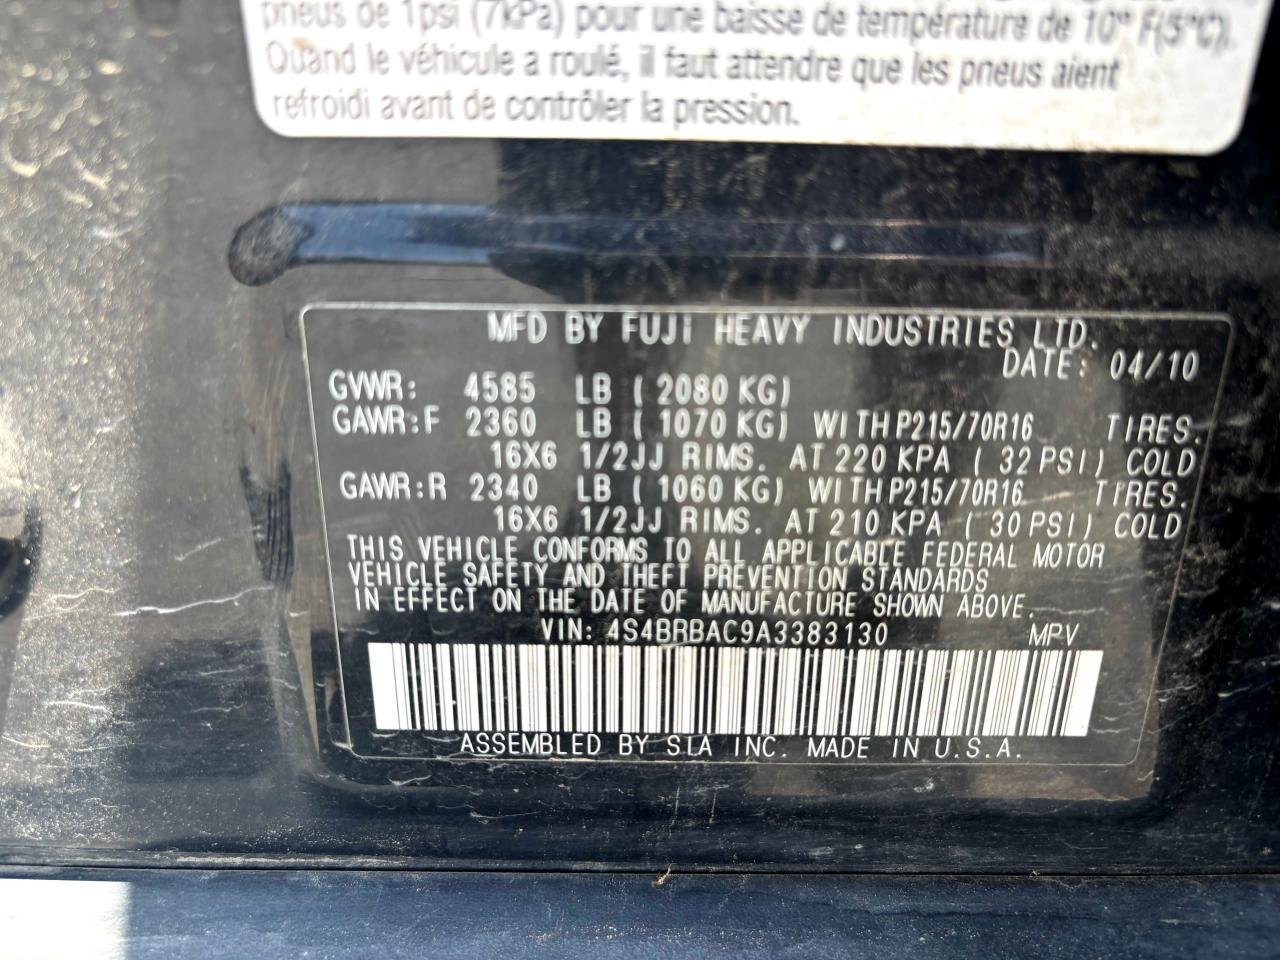 pneus de 1psi (7kPa) pour une baisse de température de 10° F(5°C).
Quand le véhicule a roulé, il faut attendre que les pneus aient
refroidi avant de contrôler la pression.
MFD BY FUJI HEAVY INDUSTRIES LTD.
DATE: 04/10
GVWR: 4585 LB ( 2080 KG)
GAWR:F 2360 LB ( 1070 KG) WITH P215/70R16 TIRES.
16X6 1/2JJ RIMS. AT 220 KPA ( 32 PSI) COLD
GAWR:R 2340 LB ( 1060 KG) WITH P215/70R16 TIRES.
16X6 1/2JJ RIMS. AT 210 KPA ( 30 PSI) COLD
THIS VEHICLE CONFORMS TO ALL APPLICABLE FEDERAL MOTOR
VEHICLE SAFETY AND THEFT PREVENTION STANDARDS
IN EFFECT ON THE DATE OF MANUFACTURE SHOWN ABOVE.
VIN: 4S4BRBAC9A3383130 MPV
ASSEMBLED BY SIA INC. MADE IN U.S.A.